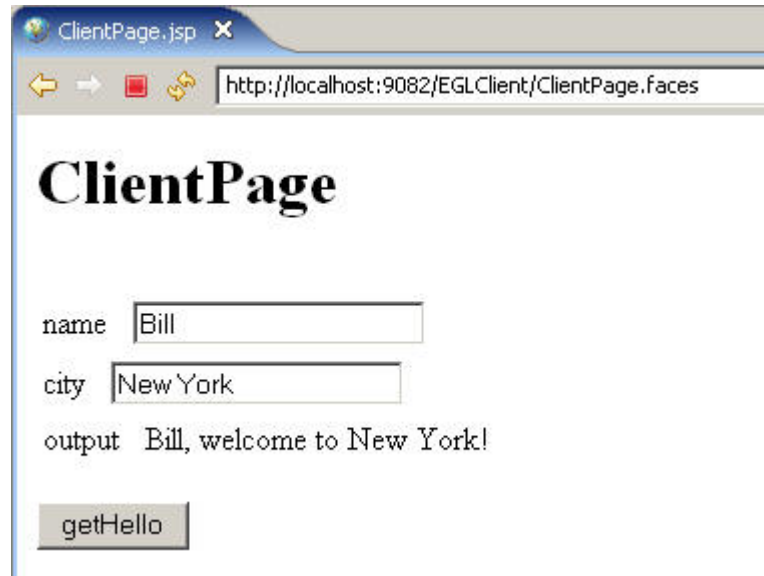 ClientPage.jsp
http://localhost:9082/EGLClient/ClientPage.faces
ClientPage
name Bill
city New York
output Bill, welcome to New York!
getHello